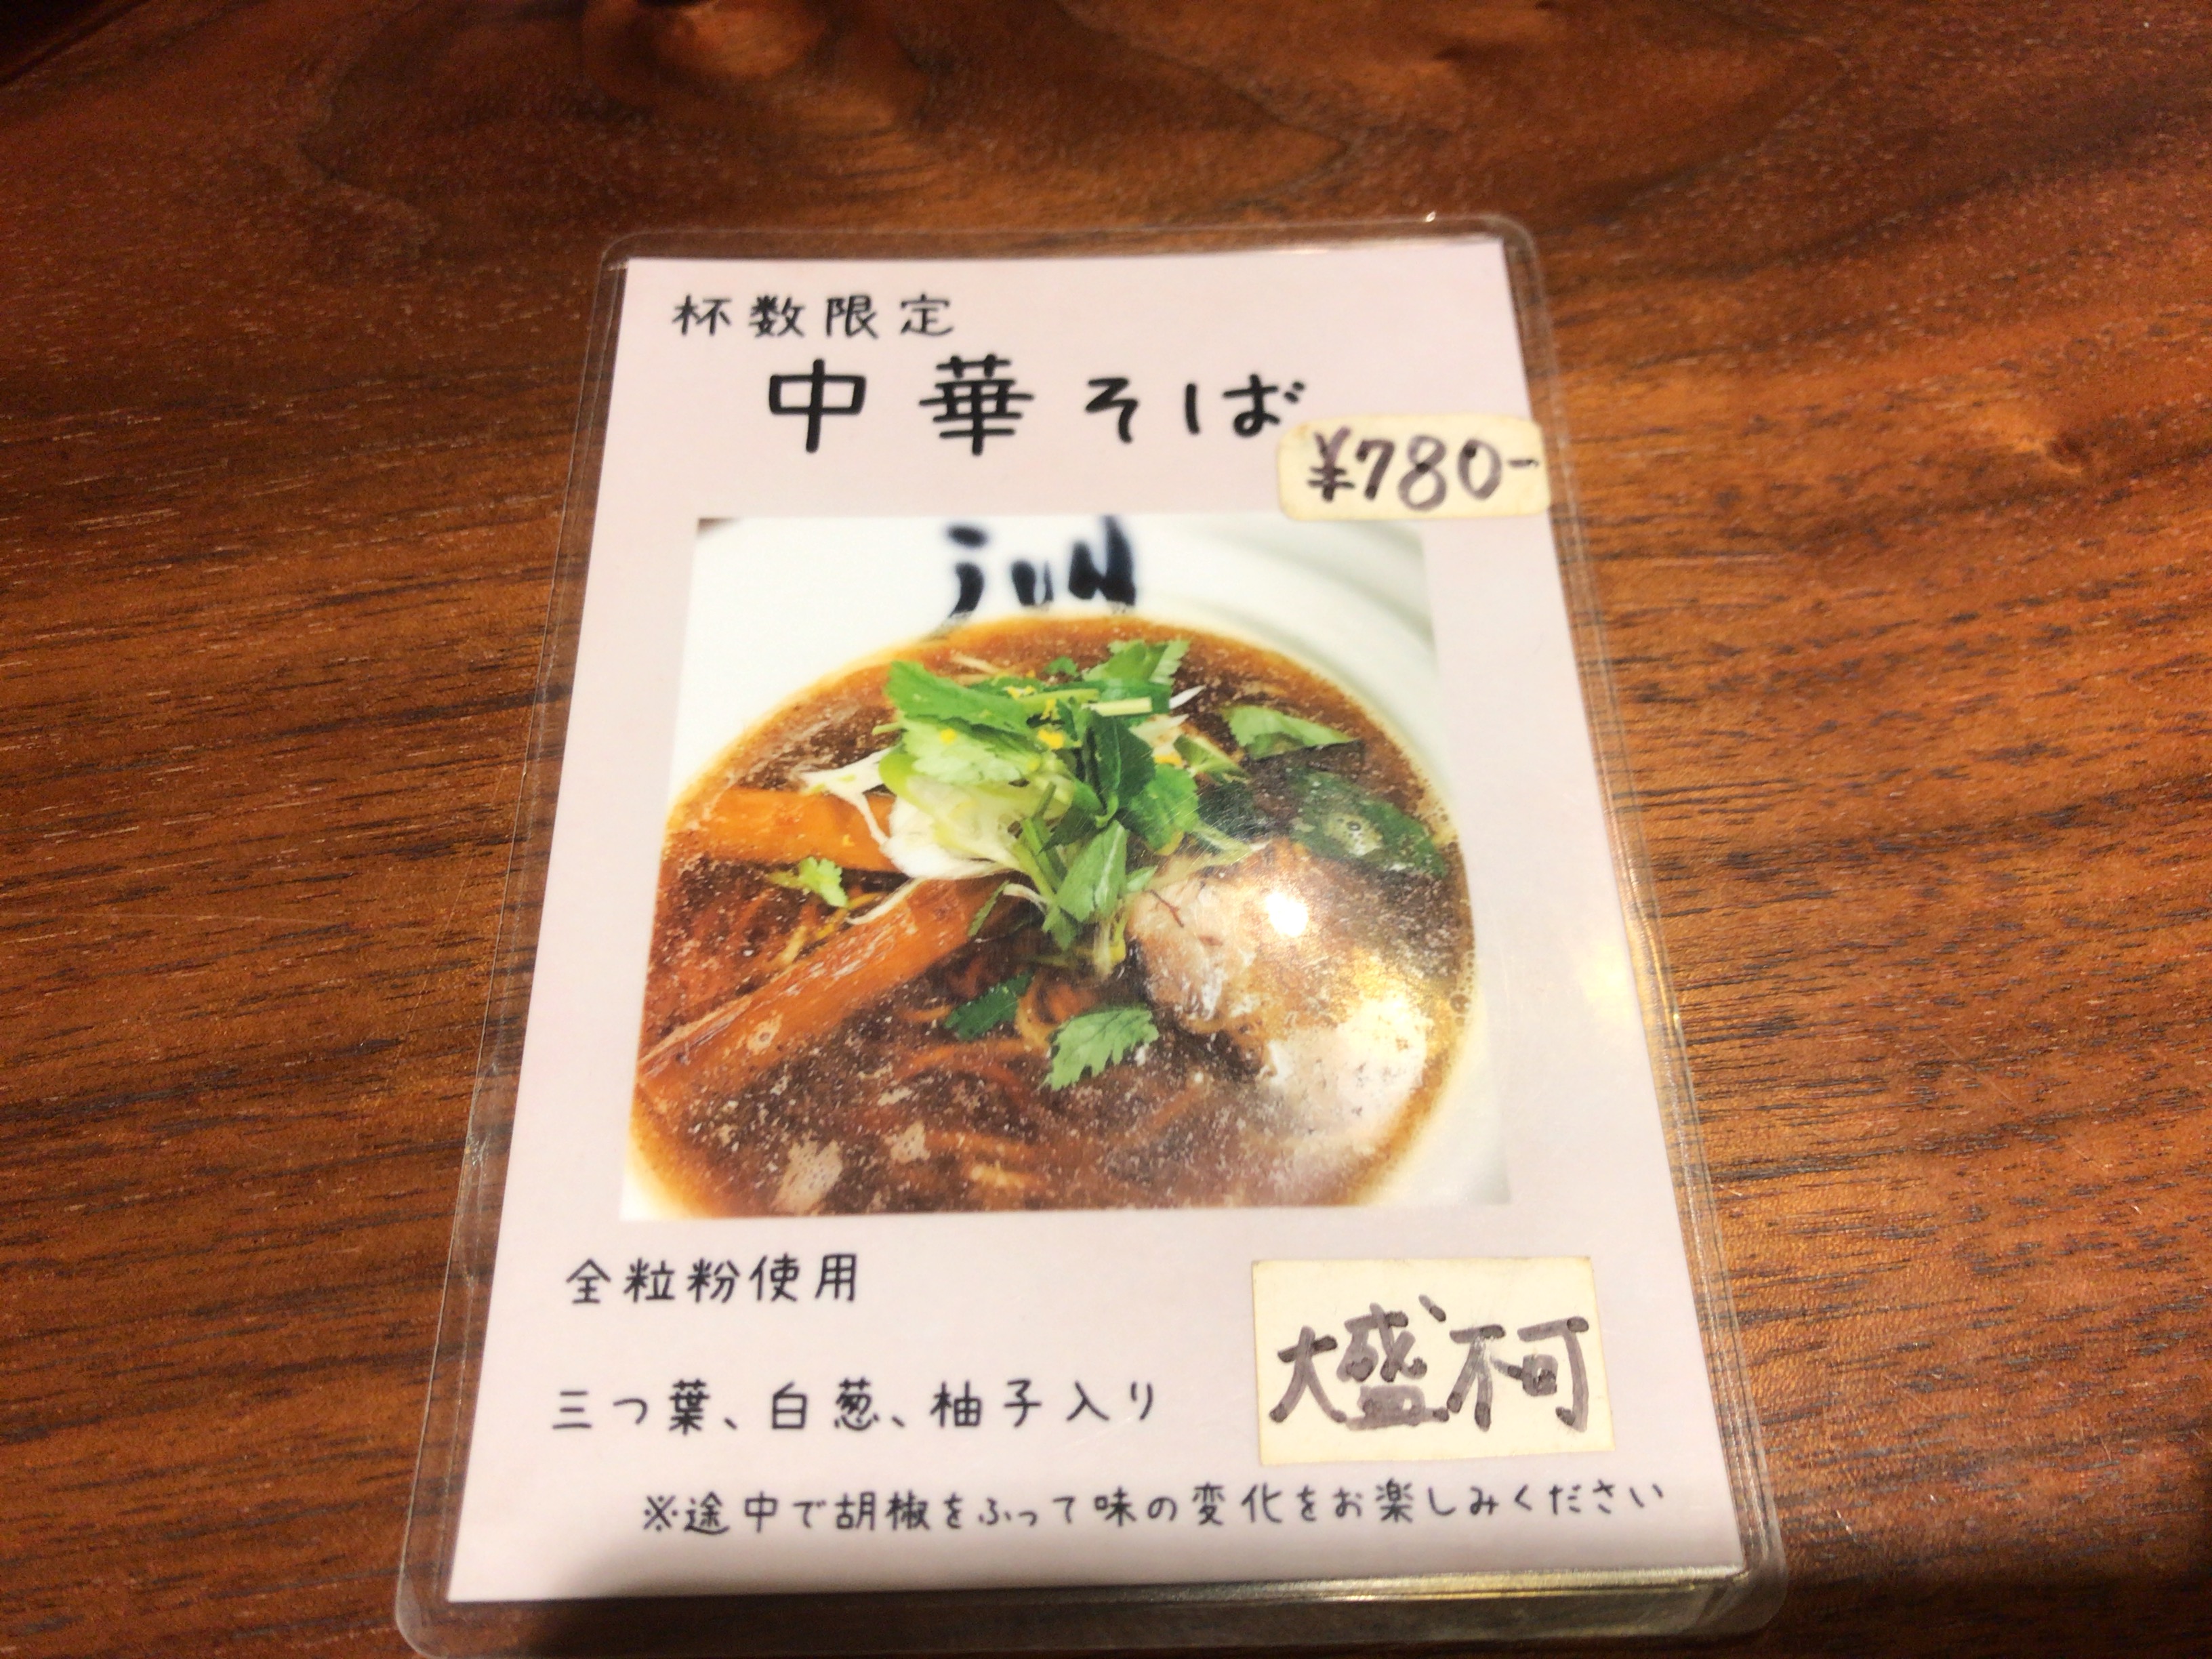 杯数限定
中華そば
¥780-
全粒粉使用
三つ葉、白葱、柚子入り
大盛不可
※途中で胡椒をふって味の変化をお楽しみください